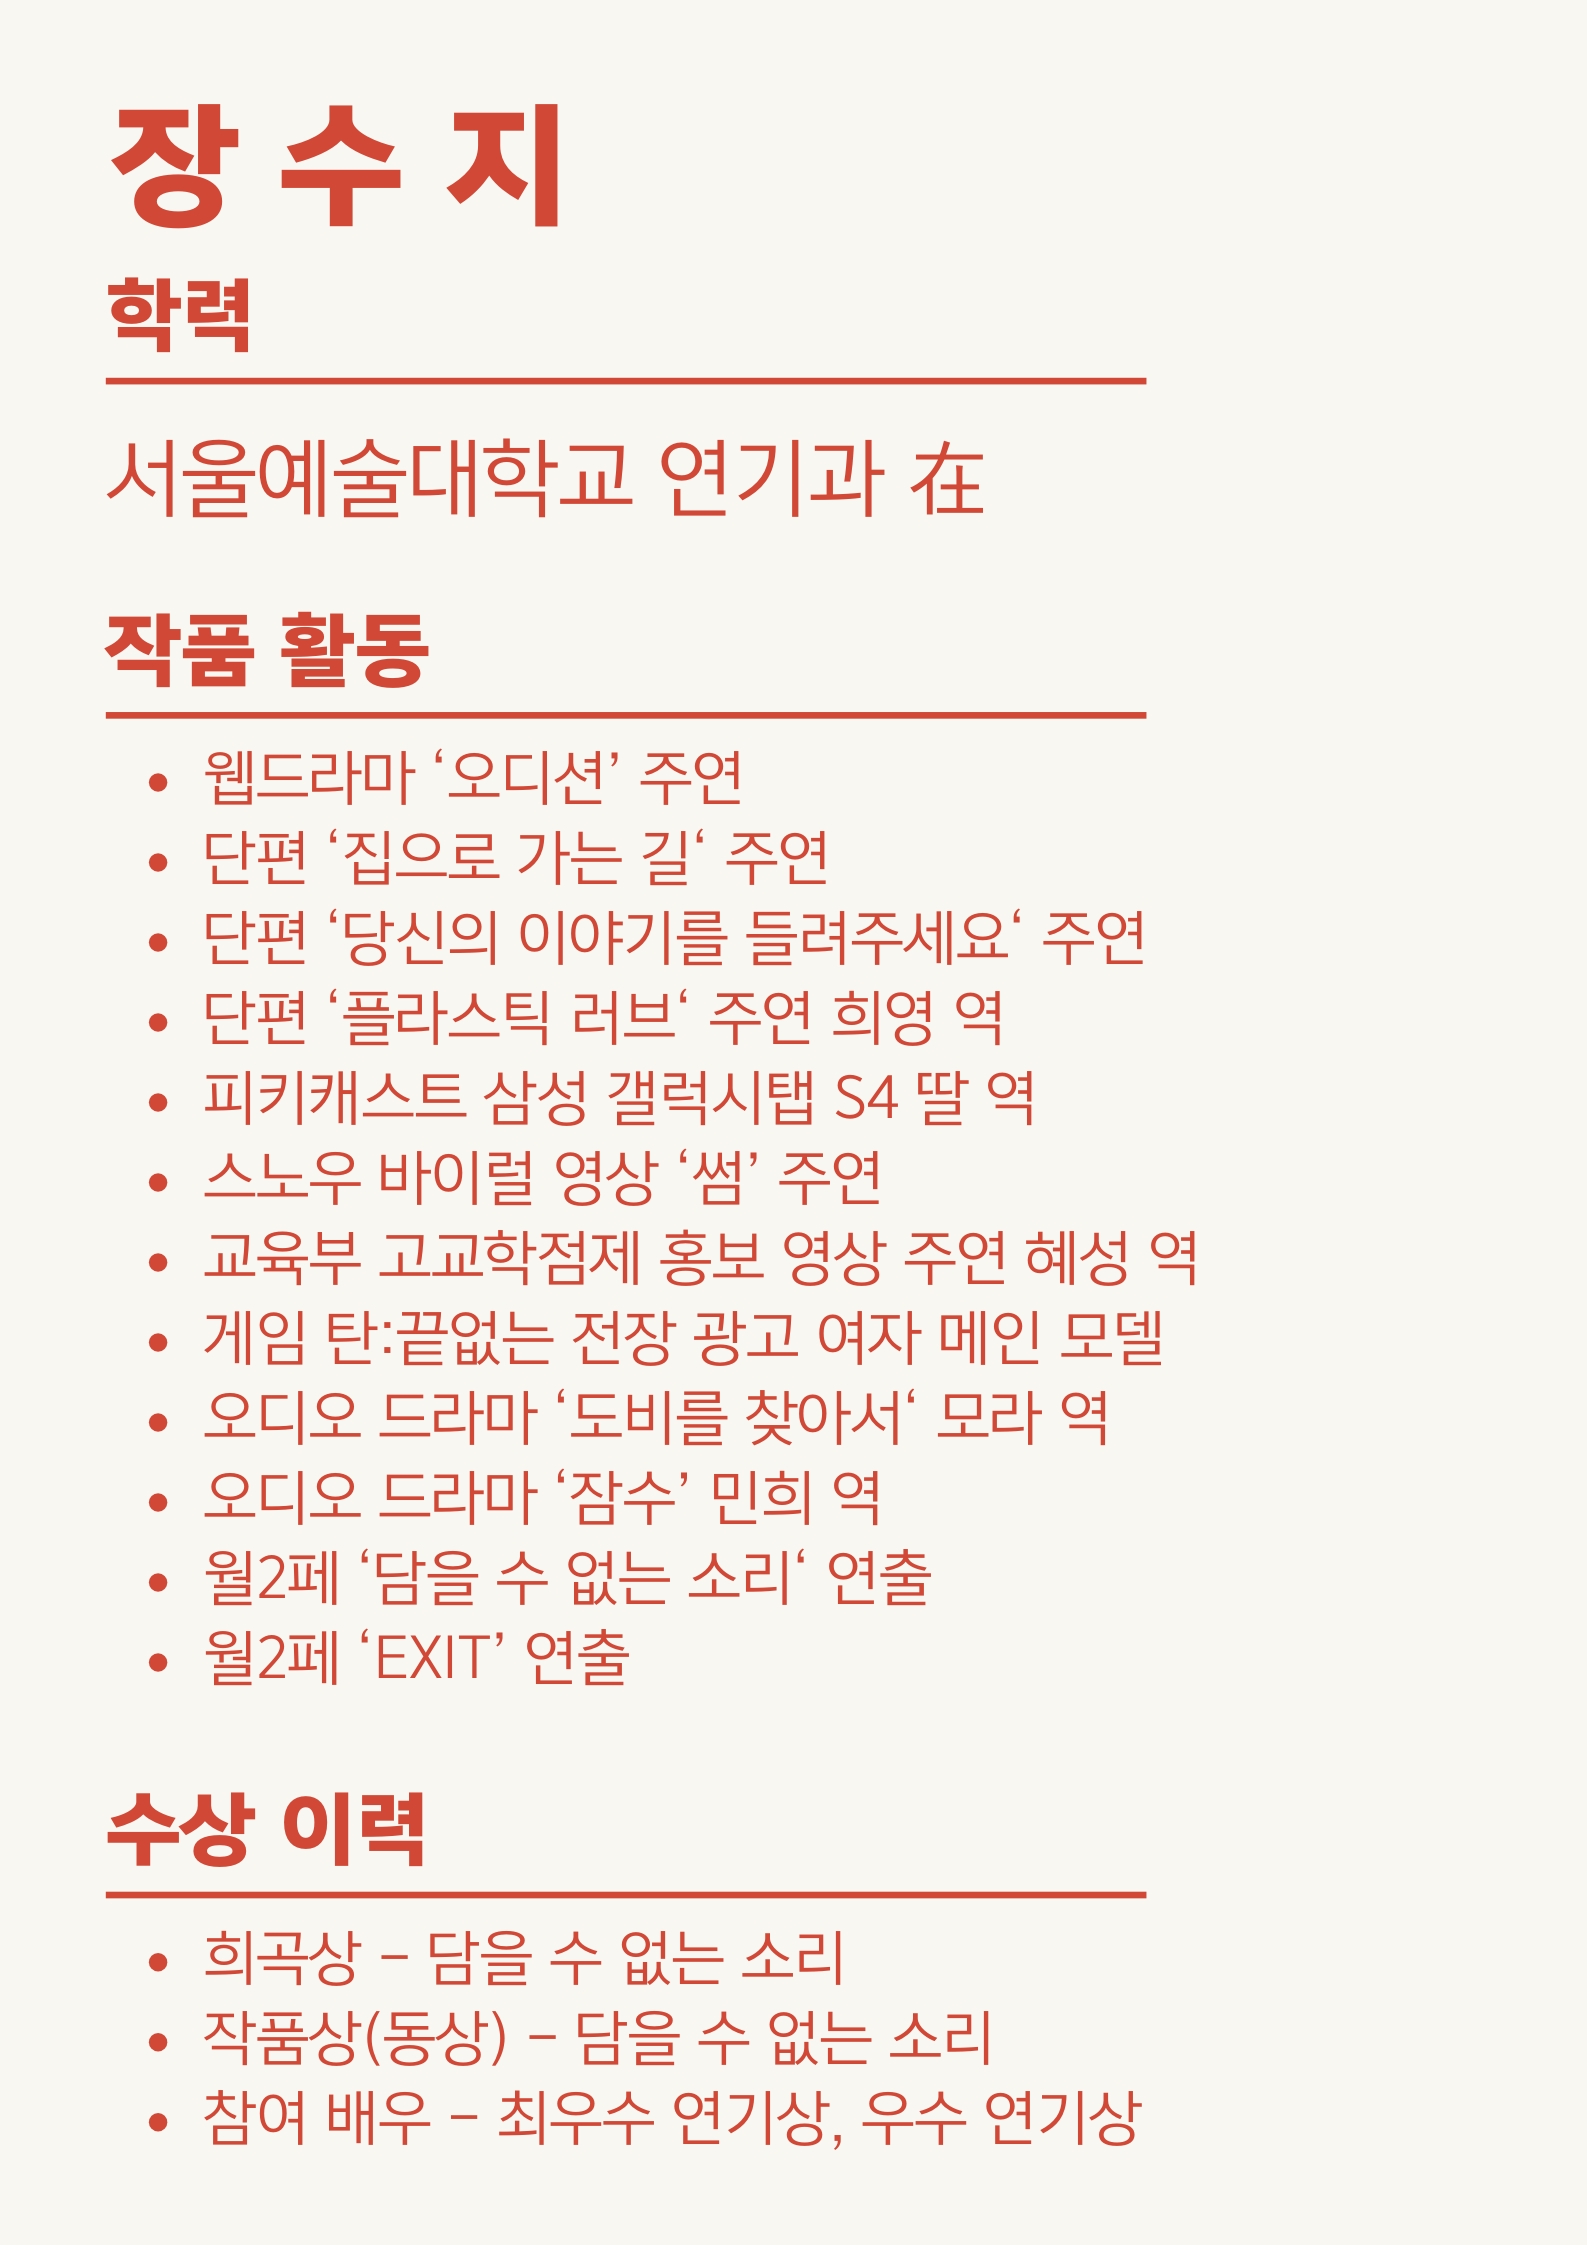 장수지
학력
서울예술대학교 연기과 在
작품 활동
• 웹드라마 ‘오디션’ 주연
• 단편 ‘집으로 가는 길‘ 주연
• 단편 ‘당신의 이야기를 들려주세요‘ 주연
• 단편 ‘플라스틱 러브‘ 주연 희영 역
• 피키캐스트 삼성 갤럭시탭 S4 딸 역
• 스노우 바이럴 영상 ‘썸’ 주연
• 교육부 고교학점제 홍보 영상 주연 혜성 역
• 게임 탄:끝없는 전장 광고 여자 메인 모델
• 오디오 드라마 ‘도비를 찾아서‘ 모라 역
• 오디오 드라마 ‘잠수’ 민희 역
• 월2페 ‘담을 수 없는 소리‘ 연출
• 월2페 ‘EXIT’ 연출
수상 이력
• 희곡상 – 담을 수 없는 소리
• 작품상(동상) – 담을 수 없는 소리
• 참여 배우 – 최우수 연기상, 우수 연기상